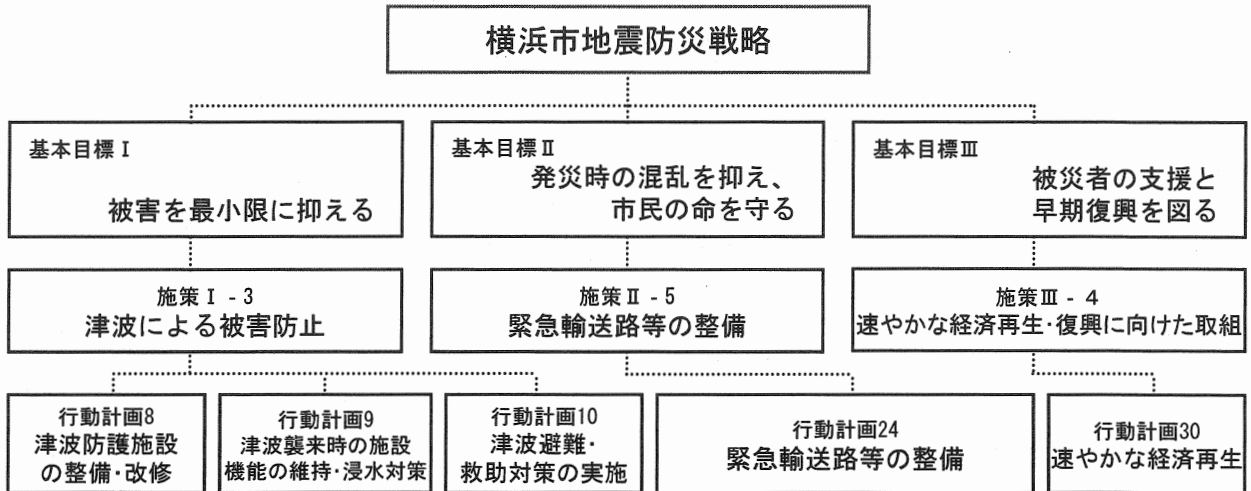 横浜市地震防災戦略
基本目標Ⅰ
被害を最小限に抑える
基本目標Ⅱ
発災時の混乱を抑え、
市民の命を守る
基本目標Ⅲ
被災者の支援と
早期復興を図る
施策Ⅰ-3
津波による被害防止
施策Ⅱ-5
緊急輸送路等の整備
施策Ⅲ-4
速やかな経済再生・復興に向けた取組
行動計画8
津波防護施設
の整備・改修
行動計画9
津波襲来時の施設
機能の維持・浸水対策
行動計画10
津波避難・
救助対策の実施
行動計画24
緊急輸送路等の整備
行動計画30
速やかな経済再生